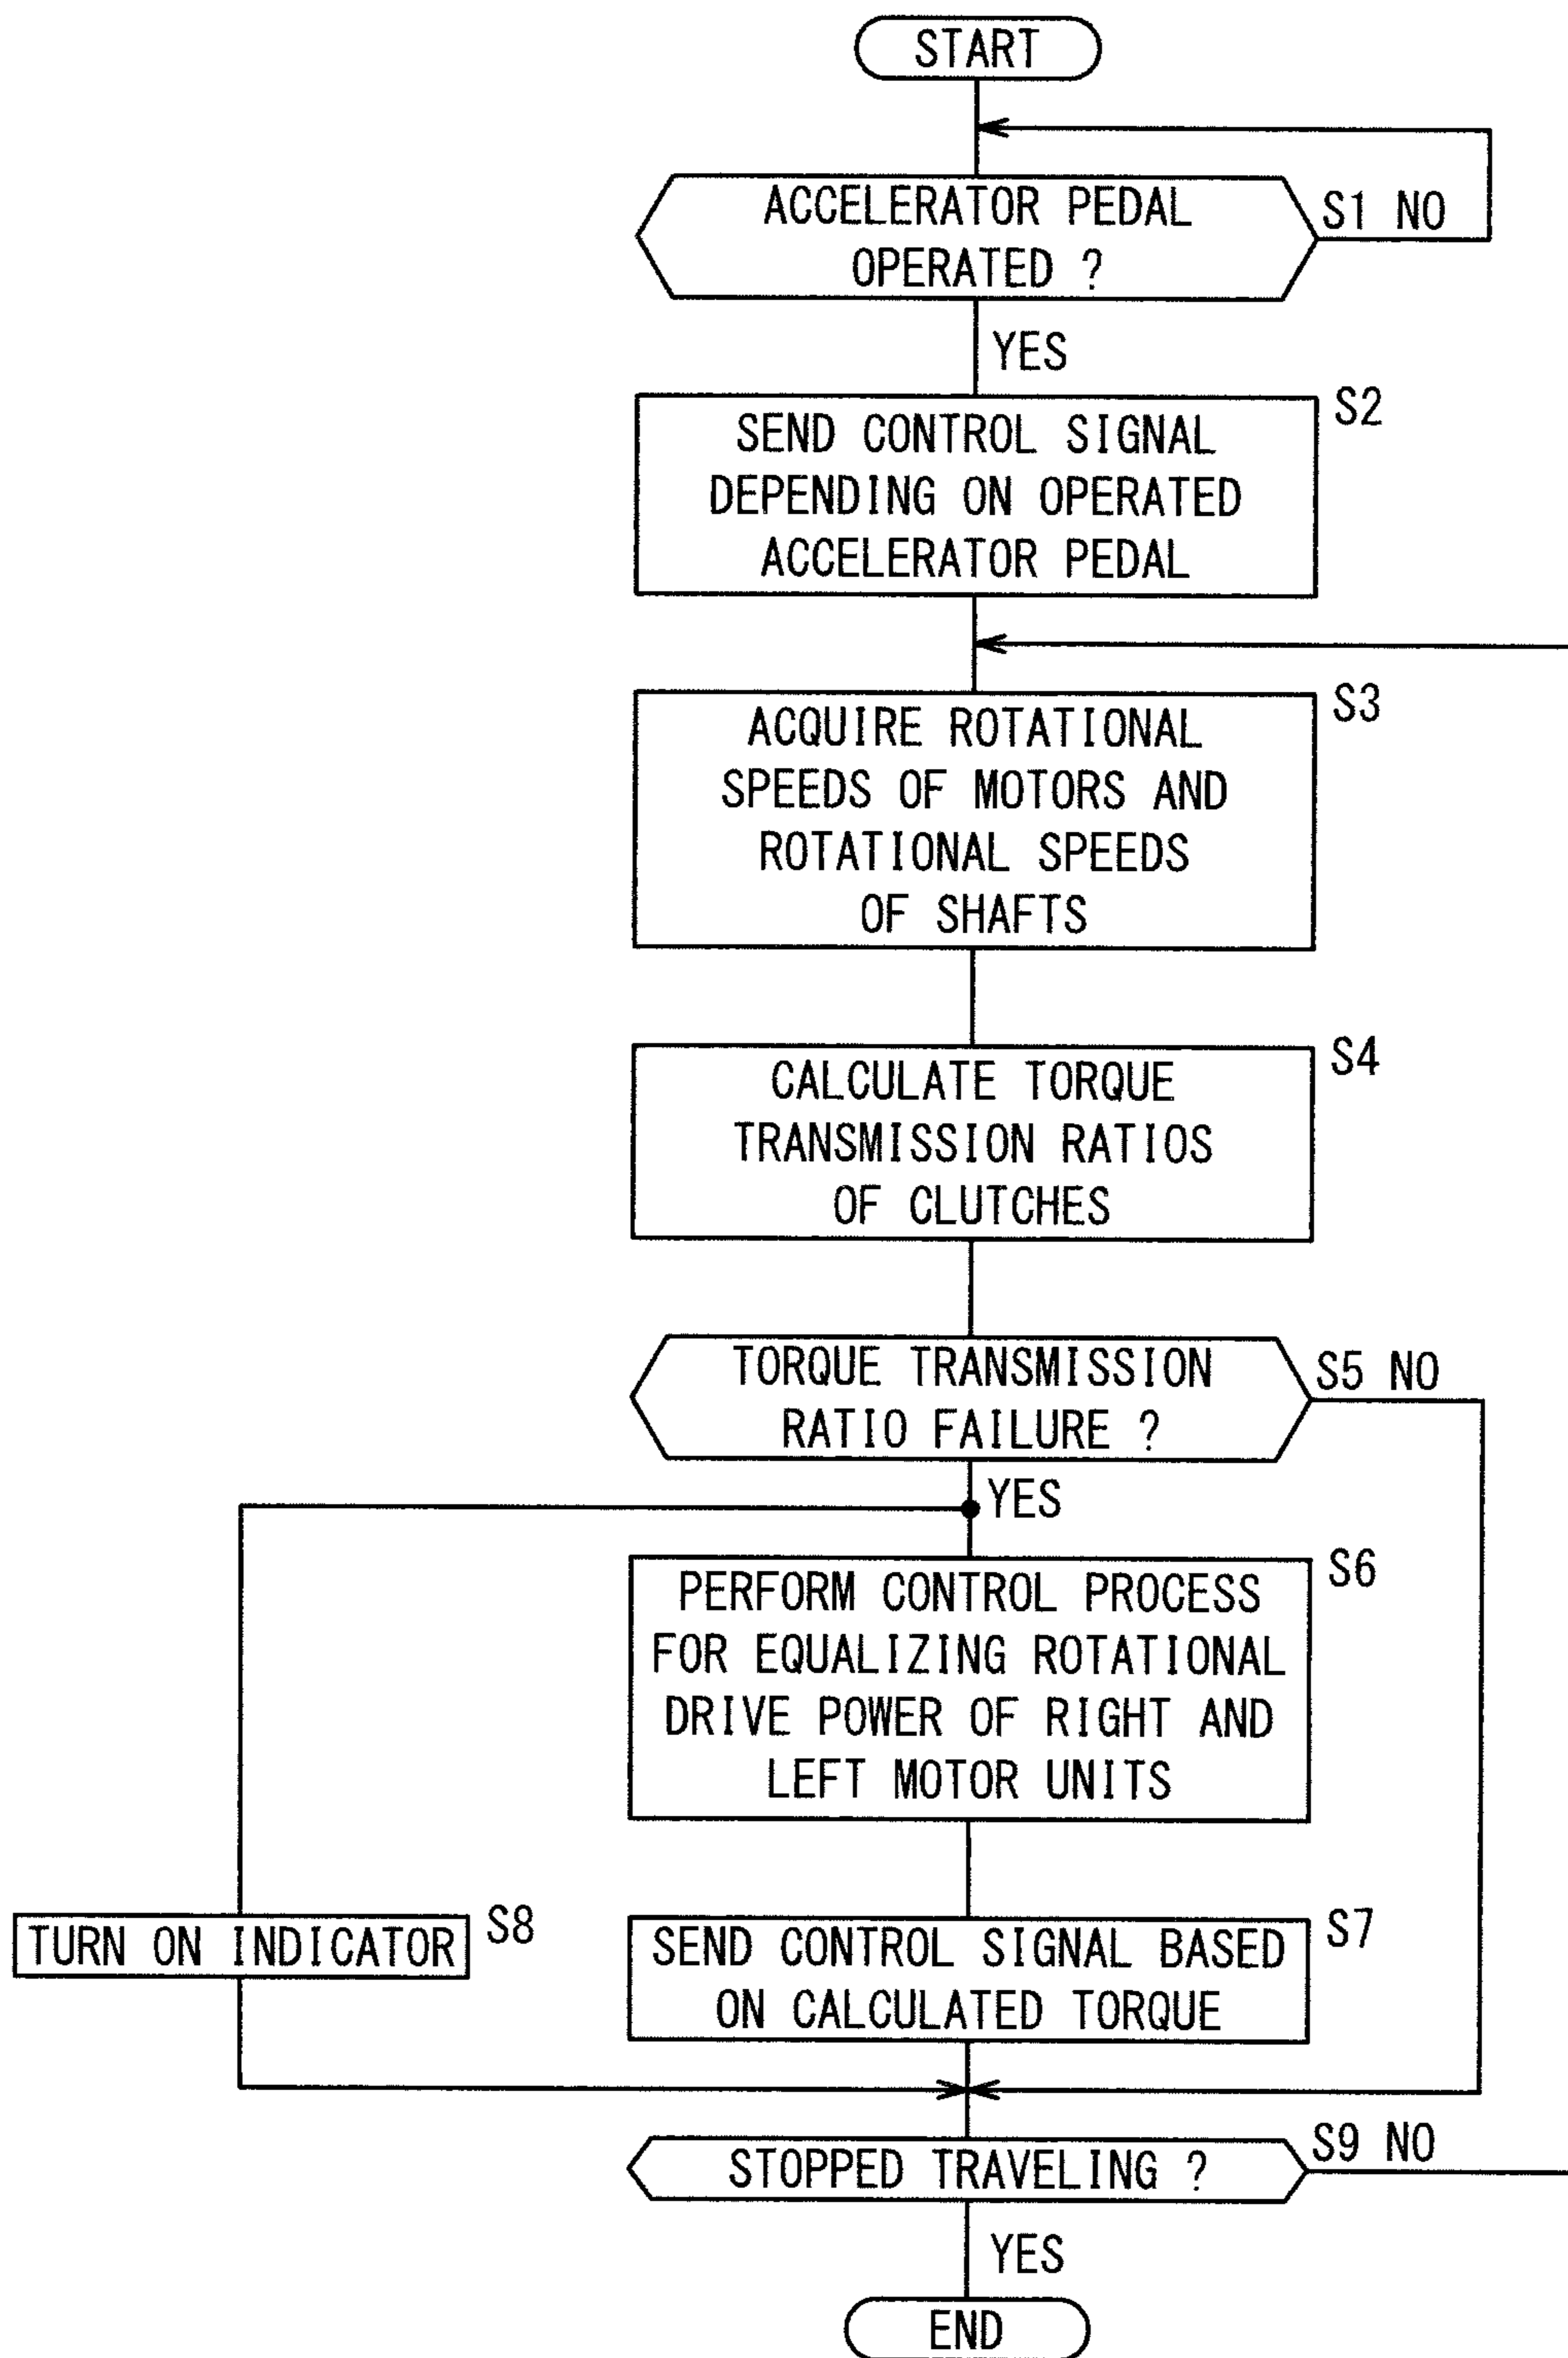 START
ACCELERATOR PEDAL
OPERATED ?
S1 NO
YES
S2
SEND CONTROL SIGNAL
DEPENDING ON OPERATED
ACCELERATOR PEDAL
S3
ACQUIRE ROTATIONAL
SPEEDS OF MOTORS AND
ROTATIONAL SPEEDS
OF SHAFTS
S4
CALCULATE TORQUE
TRANSMISSION RATIOS
OF CLUTCHES
TORQUE TRANSMISSION
RATIO FAILURE ?
S5 NO
YES
S6
PERFORM CONTROL PROCESS
FOR EQUALIZING ROTATIONAL
DRIVE POWER OF RIGHT AND
LEFT MOTOR UNITS
TURN ON INDICATOR
S8
S7
SEND CONTROL SIGNAL BASED
ON CALCULATED TORQUE
STOPPED TRAVELING ?
S9 NO
YES
END